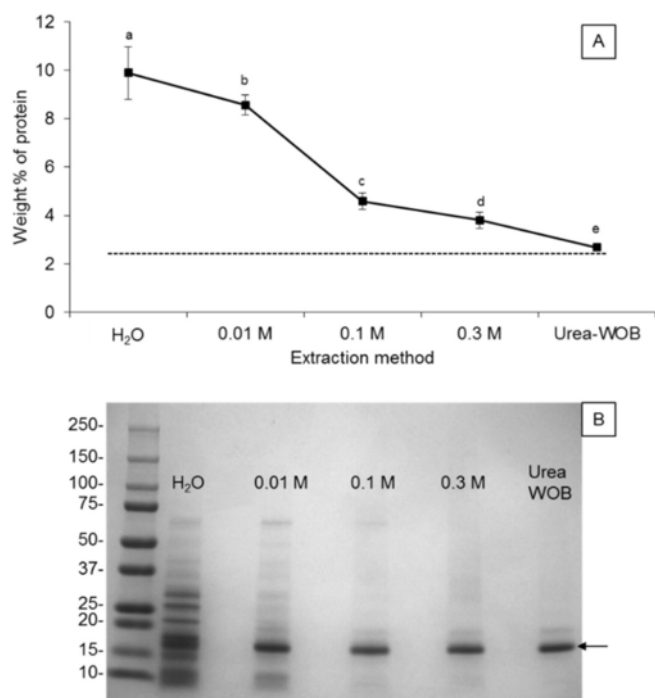 A
12
a
10
b
8
6
c
4
d
e
2
0
Weight % of protein
H₂O 0.01 M 0.1 M 0.3 M Urea-WOB
Extraction method
B
250-
150-
100-
75-
50-
37-
25-
20-
15-
10-
H₂O 0.01 M 0.1 M 0.3 M Urea
WOB